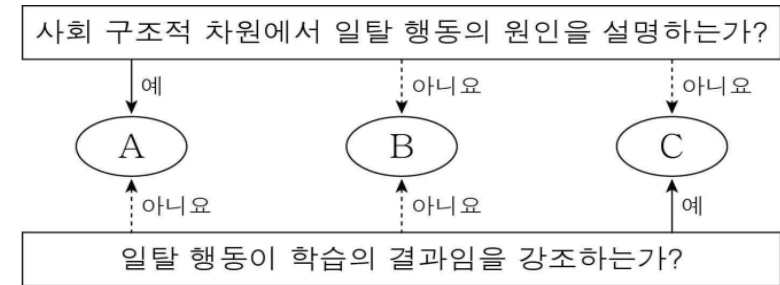 사회 구조적 차원에서 일탈 행동의 원인을 설명하는가?
예 아니요 아니요
A B C
아니요 아니요 예
일탈 행동이 학습의 결과임을 강조하는가?